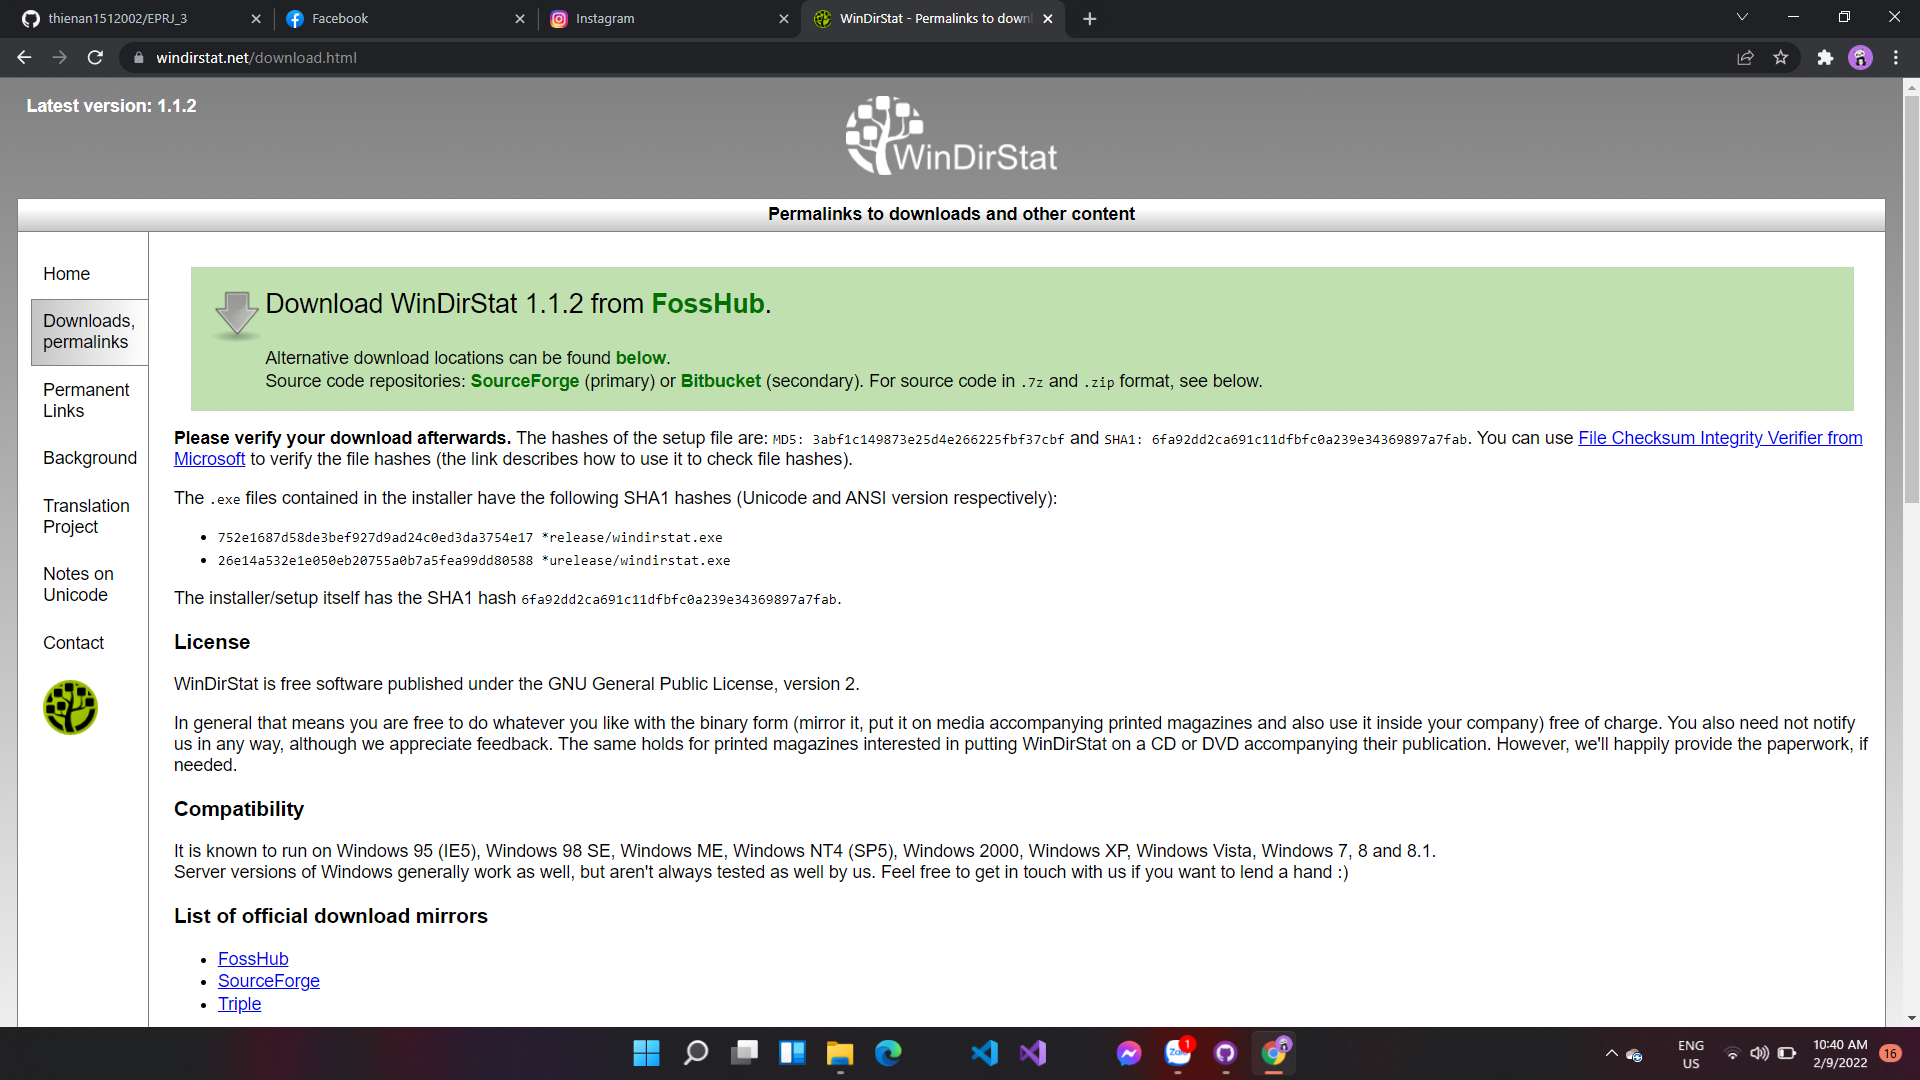 thienan1512002/EPRJ_3
Facebook
Instagram
WinDirStat - Permalinks to downl
windirstat.net/download.html
Latest version: 1.1.2
WinDirStat
Permalinks to downloads and other content
Home
Downloads,
permalinks
Permanent
Links
Background
Translation
Project
Notes on
Unicode
Contact
Download WinDirStat 1.1.2 from FossHub.
Alternative download locations can be found below.
Source code repositories: SourceForge (primary) or Bitbucket (secondary). For source code in .7z and .zip format, see below.
Please verify your download afterwards. The hashes of the setup file are: MD5: 3abf1c149873e25d4e266225fbf37cbf and SHA1: 6fa92dd2ca691c11dfbfc0a239e34369897a7fab. You can use File Checksum Integrity Verifier from
Microsoft to verify the file hashes (the link describes how to use it to check file hashes).
The .exe files contained in the installer have the following SHA1 hashes (Unicode and ANSI version respectively):
• 752e1687d58de3bef927d9ad24c0ed3da3754e17 *release/windirstat.exe
• 26e14a532e1e050eb20755a0b7a5fea99dd80588 *urelease/windirstat.exe
The installer/setup itself has the SHA1 hash 6fa92dd2ca691c11dfbfc0a239e34369897a7fab.
License
WinDirStat is free software published under the GNU General Public License, version 2.
In general that means you are free to do whatever you like with the binary form (mirror it, put it on media accompanying printed magazines and also use it inside your company) free of charge. You also need not notify
us in any way, although we appreciate feedback. The same holds for printed magazines interested in putting WinDirStat on a CD or DVD accompanying their publication. However, we'll happily provide the paperwork, if
needed.
Compatibility
It is known to run on Windows 95 (IE5), Windows 98 SE, Windows ME, Windows NT4 (SP5), Windows 2000, Windows XP, Windows Vista, Windows 7, 8 and 8.1.
Server versions of Windows generally work as well, but aren't always tested as well by us. Feel free to get in touch with us if you want to lend a hand :)
List of official download mirrors
• FossHub
• SourceForge
• Triple
Zalo
1
ENG
US
10:40 AM
2/9/2022
16